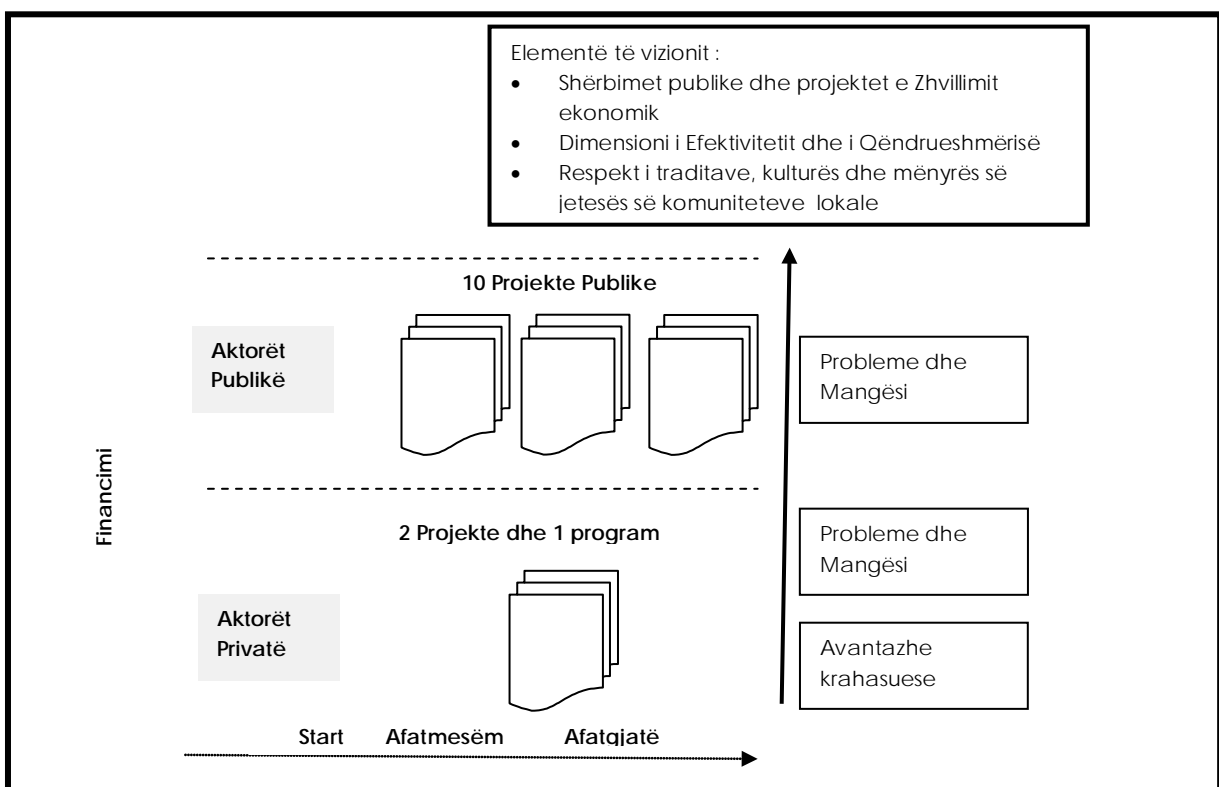 Elementë të vizionit :
• Shërbimet publike dhe projektet e Zhvillimit
ekonomik
• Dimensioni i Efektivitetit dhe i Qëndrueshmërisë
• Respekt i traditave, kulturës dhe mënyrës së
jetesës së komuniteteve lokale
10 Projekte Publike
Aktorët
Publikë
Probleme dhe
Mangësi
Financimi
2 Projekte dhe 1 program
Probleme dhe
Mangësi
Aktorët
Privatë
Avantazhe
krahasuese
Start Afatmesëm Afatgjatë